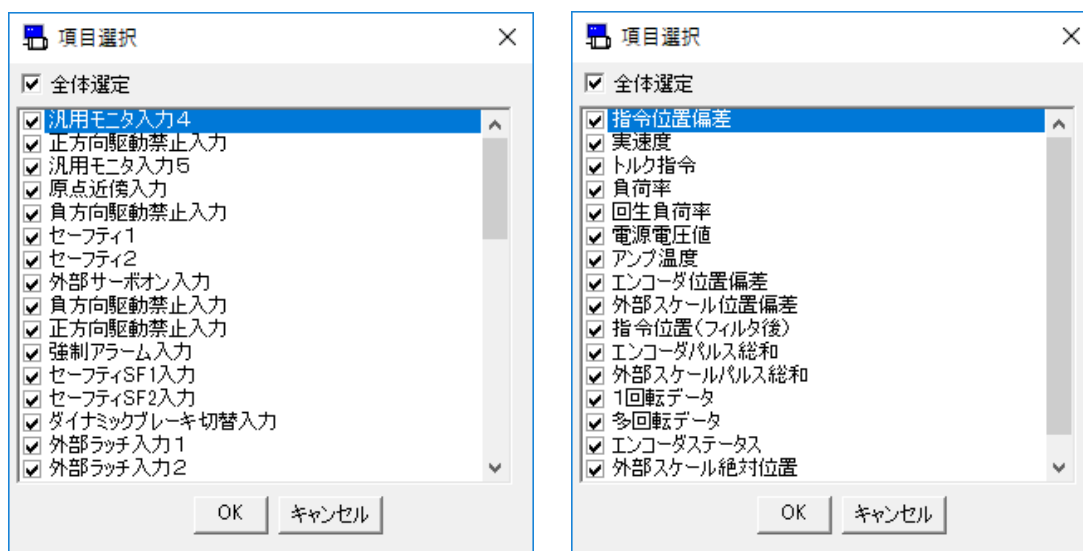 項目選択
全体選定
汎用モニタ入力4
正方向駆動禁止入力
汎用モニタ入力5
原点近傍入力
負方向駆動禁止入力
セーフティ1
セーフティ2
外部サーボオン入力
負方向駆動禁止入力
正方向駆動禁止入力
強制アラーム入力
セーフティSF1入力
セーフティSF2入力
ダイナミックブレーキ切替入力
外部ラッチ入力1
外部ラッチ入力2
OK キャンセル
項目選択
全体選定
指令位置偏差
実速度
トルク指令
負荷率
回生負荷率
電源電圧値
アンプ温度
エンコーダ位置偏差
外部スケール位置偏差
指令位置(フィルタ後)
エンコーダパルス総和
外部スケールパルス総和
1回転データ
多回転データ
エンコーダステータス
外部スケール絶対位置
OK キャンセル